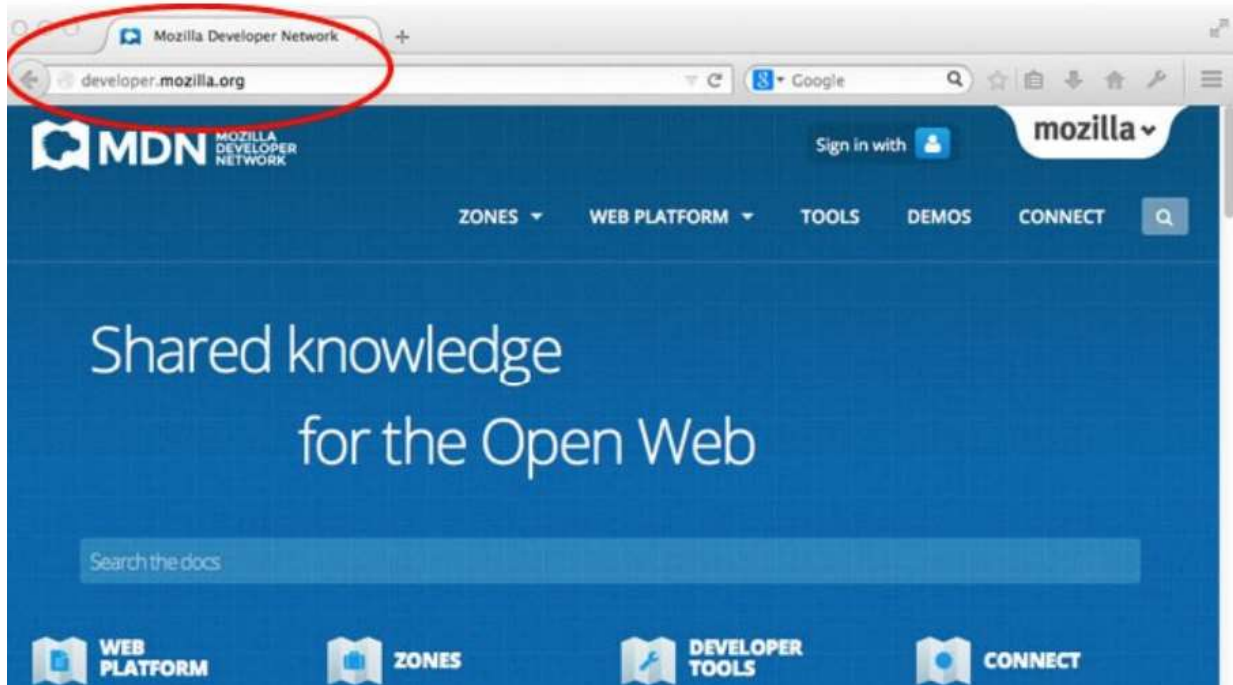 Mozilla Developer Network
developer.mozilla.org
Google
MDN MOZILLA DEVELOPER NETWORK
Sign in with
mozilla
ZONES WEB PLATFORM TOOLS DEMOS CONNECT
Shared knowledge
for the Open Web
Search the docs
WEB PLATFORM
ZONES
DEVELOPER TOOLS
CONNECT